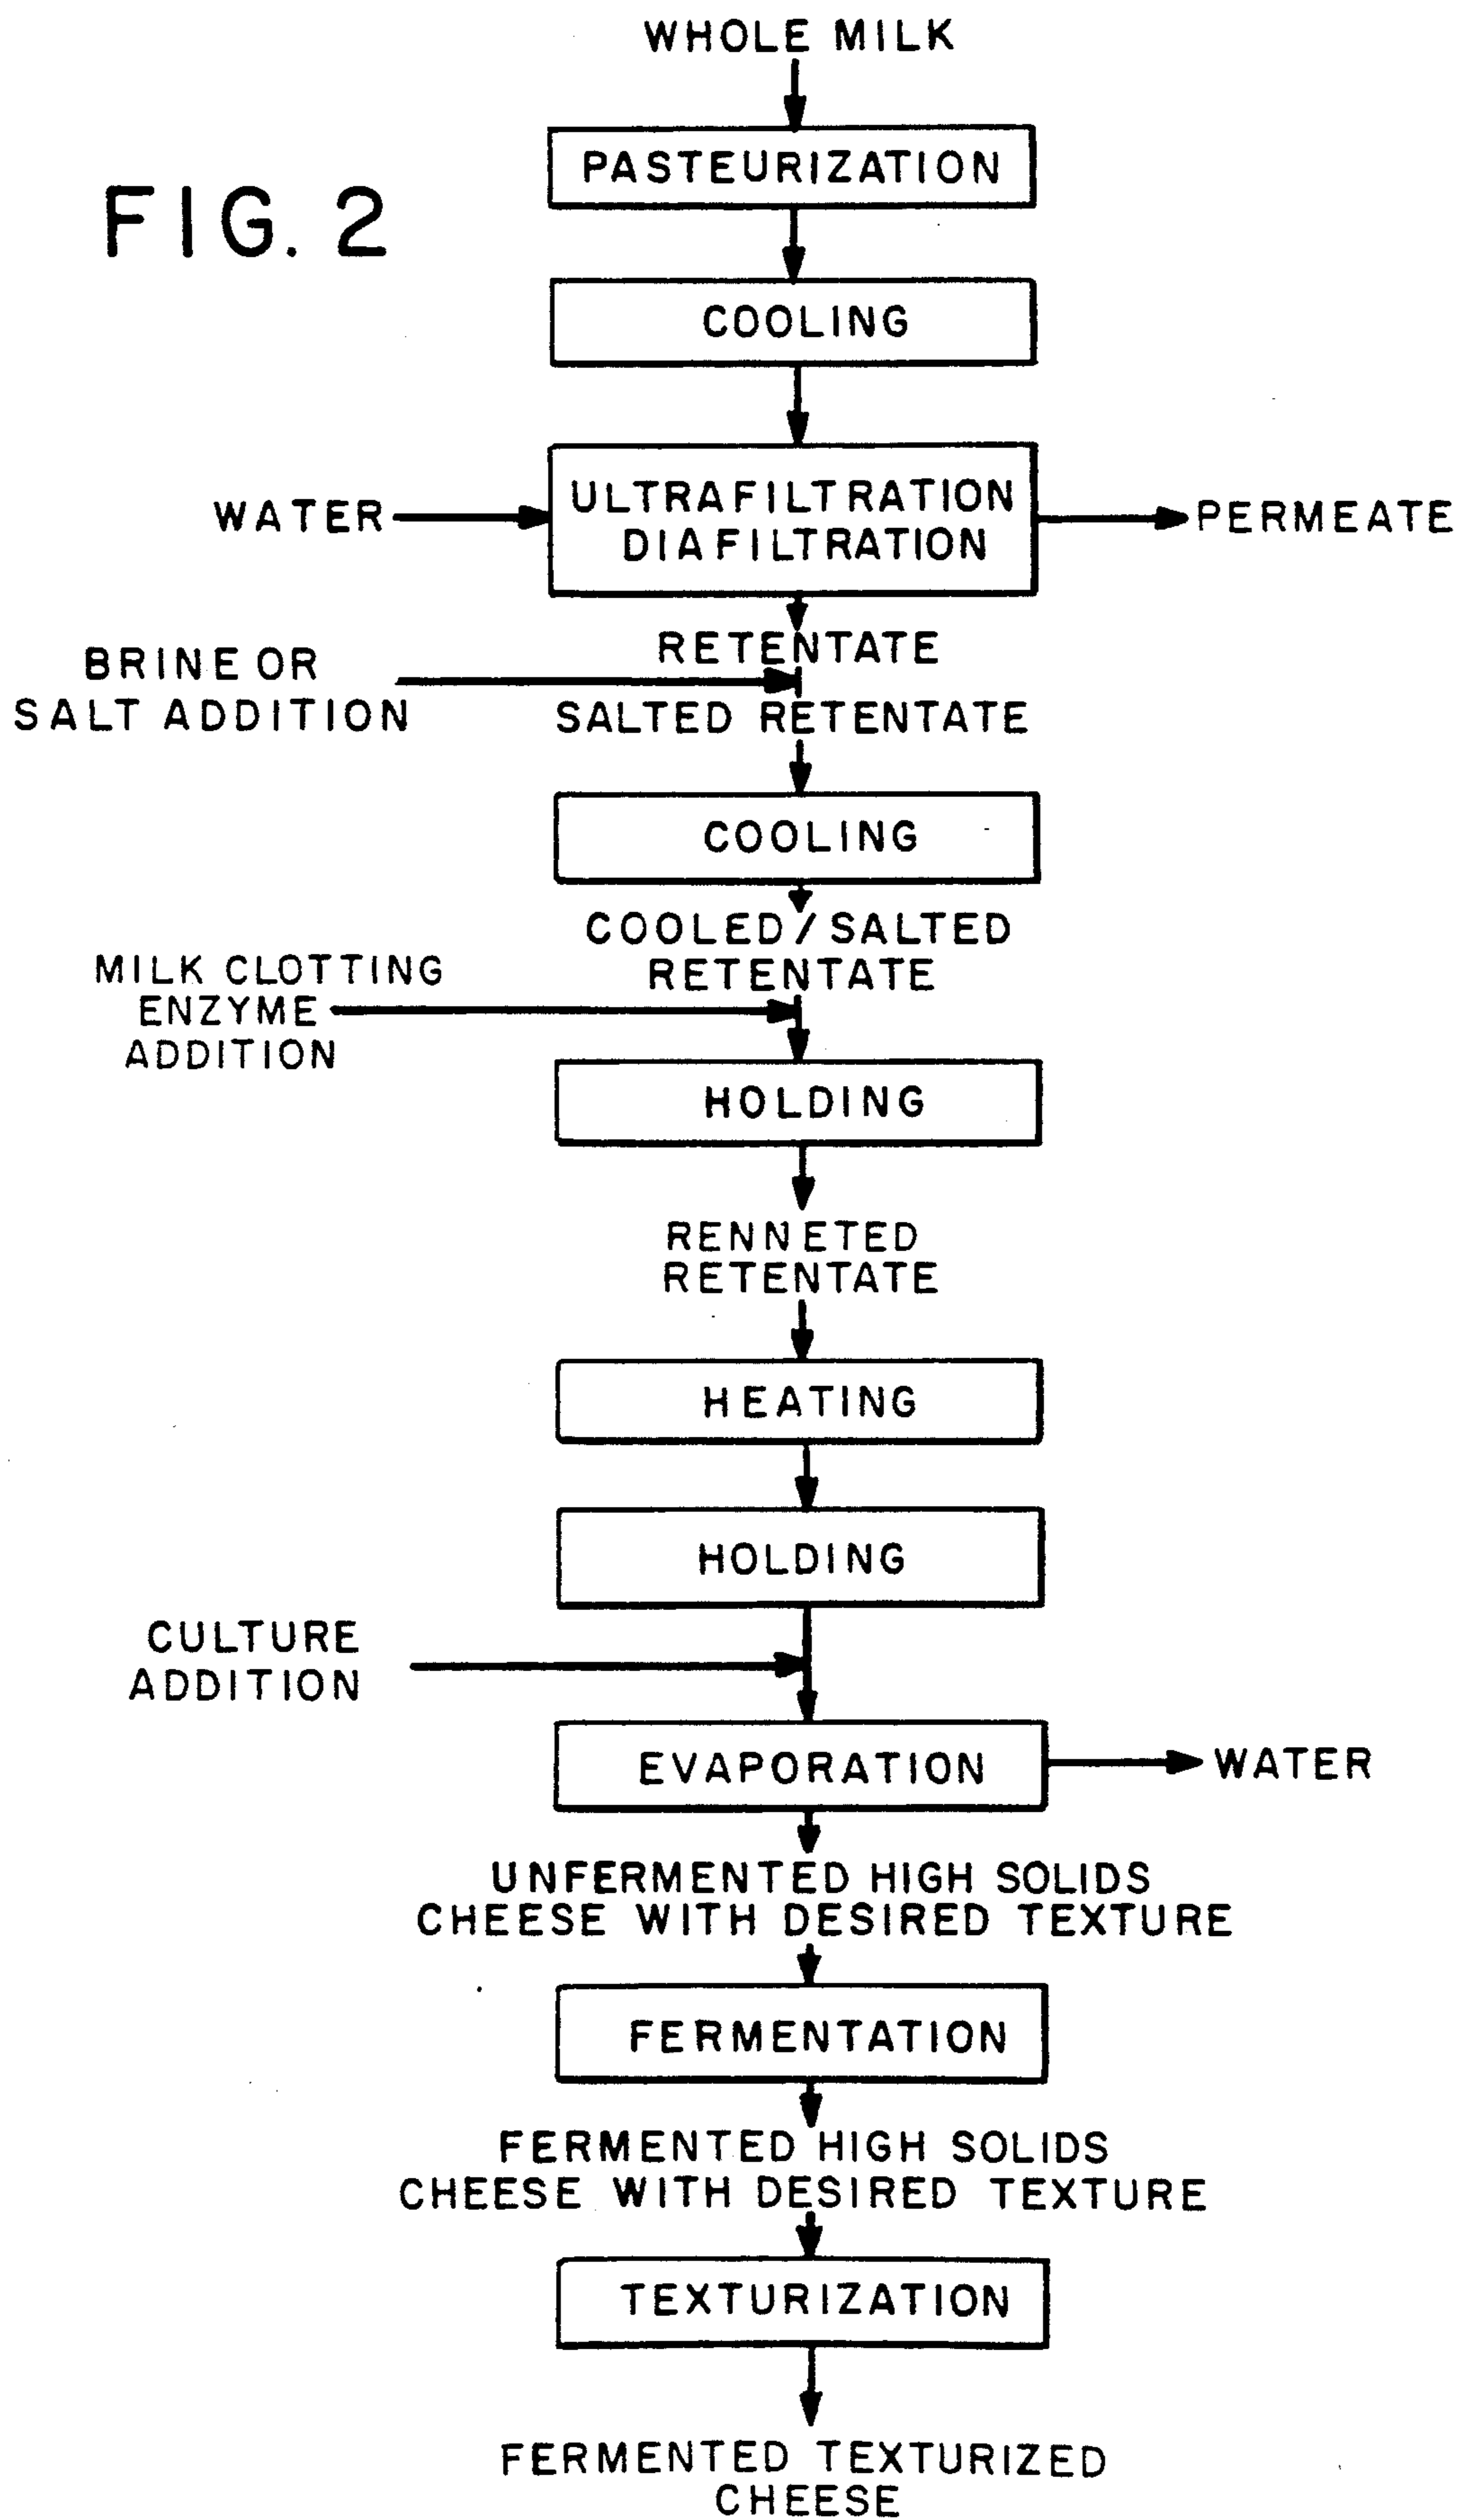 WHOLE MILK
PASTEURIZATION
FIG. 2
COOLING
ULTRAFILTRATION
DIAFILTRATION
WATER
PERMEATE
RETENTATE
BRINE OR
SALT ADDITION
SALTED RETENTATE
COOLING
COOLED/SALTED
RETENTATE
MILK CLOTTING
ENZYME
ADDITION
HOLDING
RENNETED
RETENTATE
HEATING
HOLDING
CULTURE
ADDITION
EVAPORATION
WATER
UNFERMENTED HIGH SOLIDS
CHEESE WITH DESIRED TEXTURE
FERMENTATION
FERMENTED HIGH SOLIDS
CHEESE WITH DESIRED TEXTURE
TEXTURIZATION
FERMENTED TEXTURIZED
CHEESE